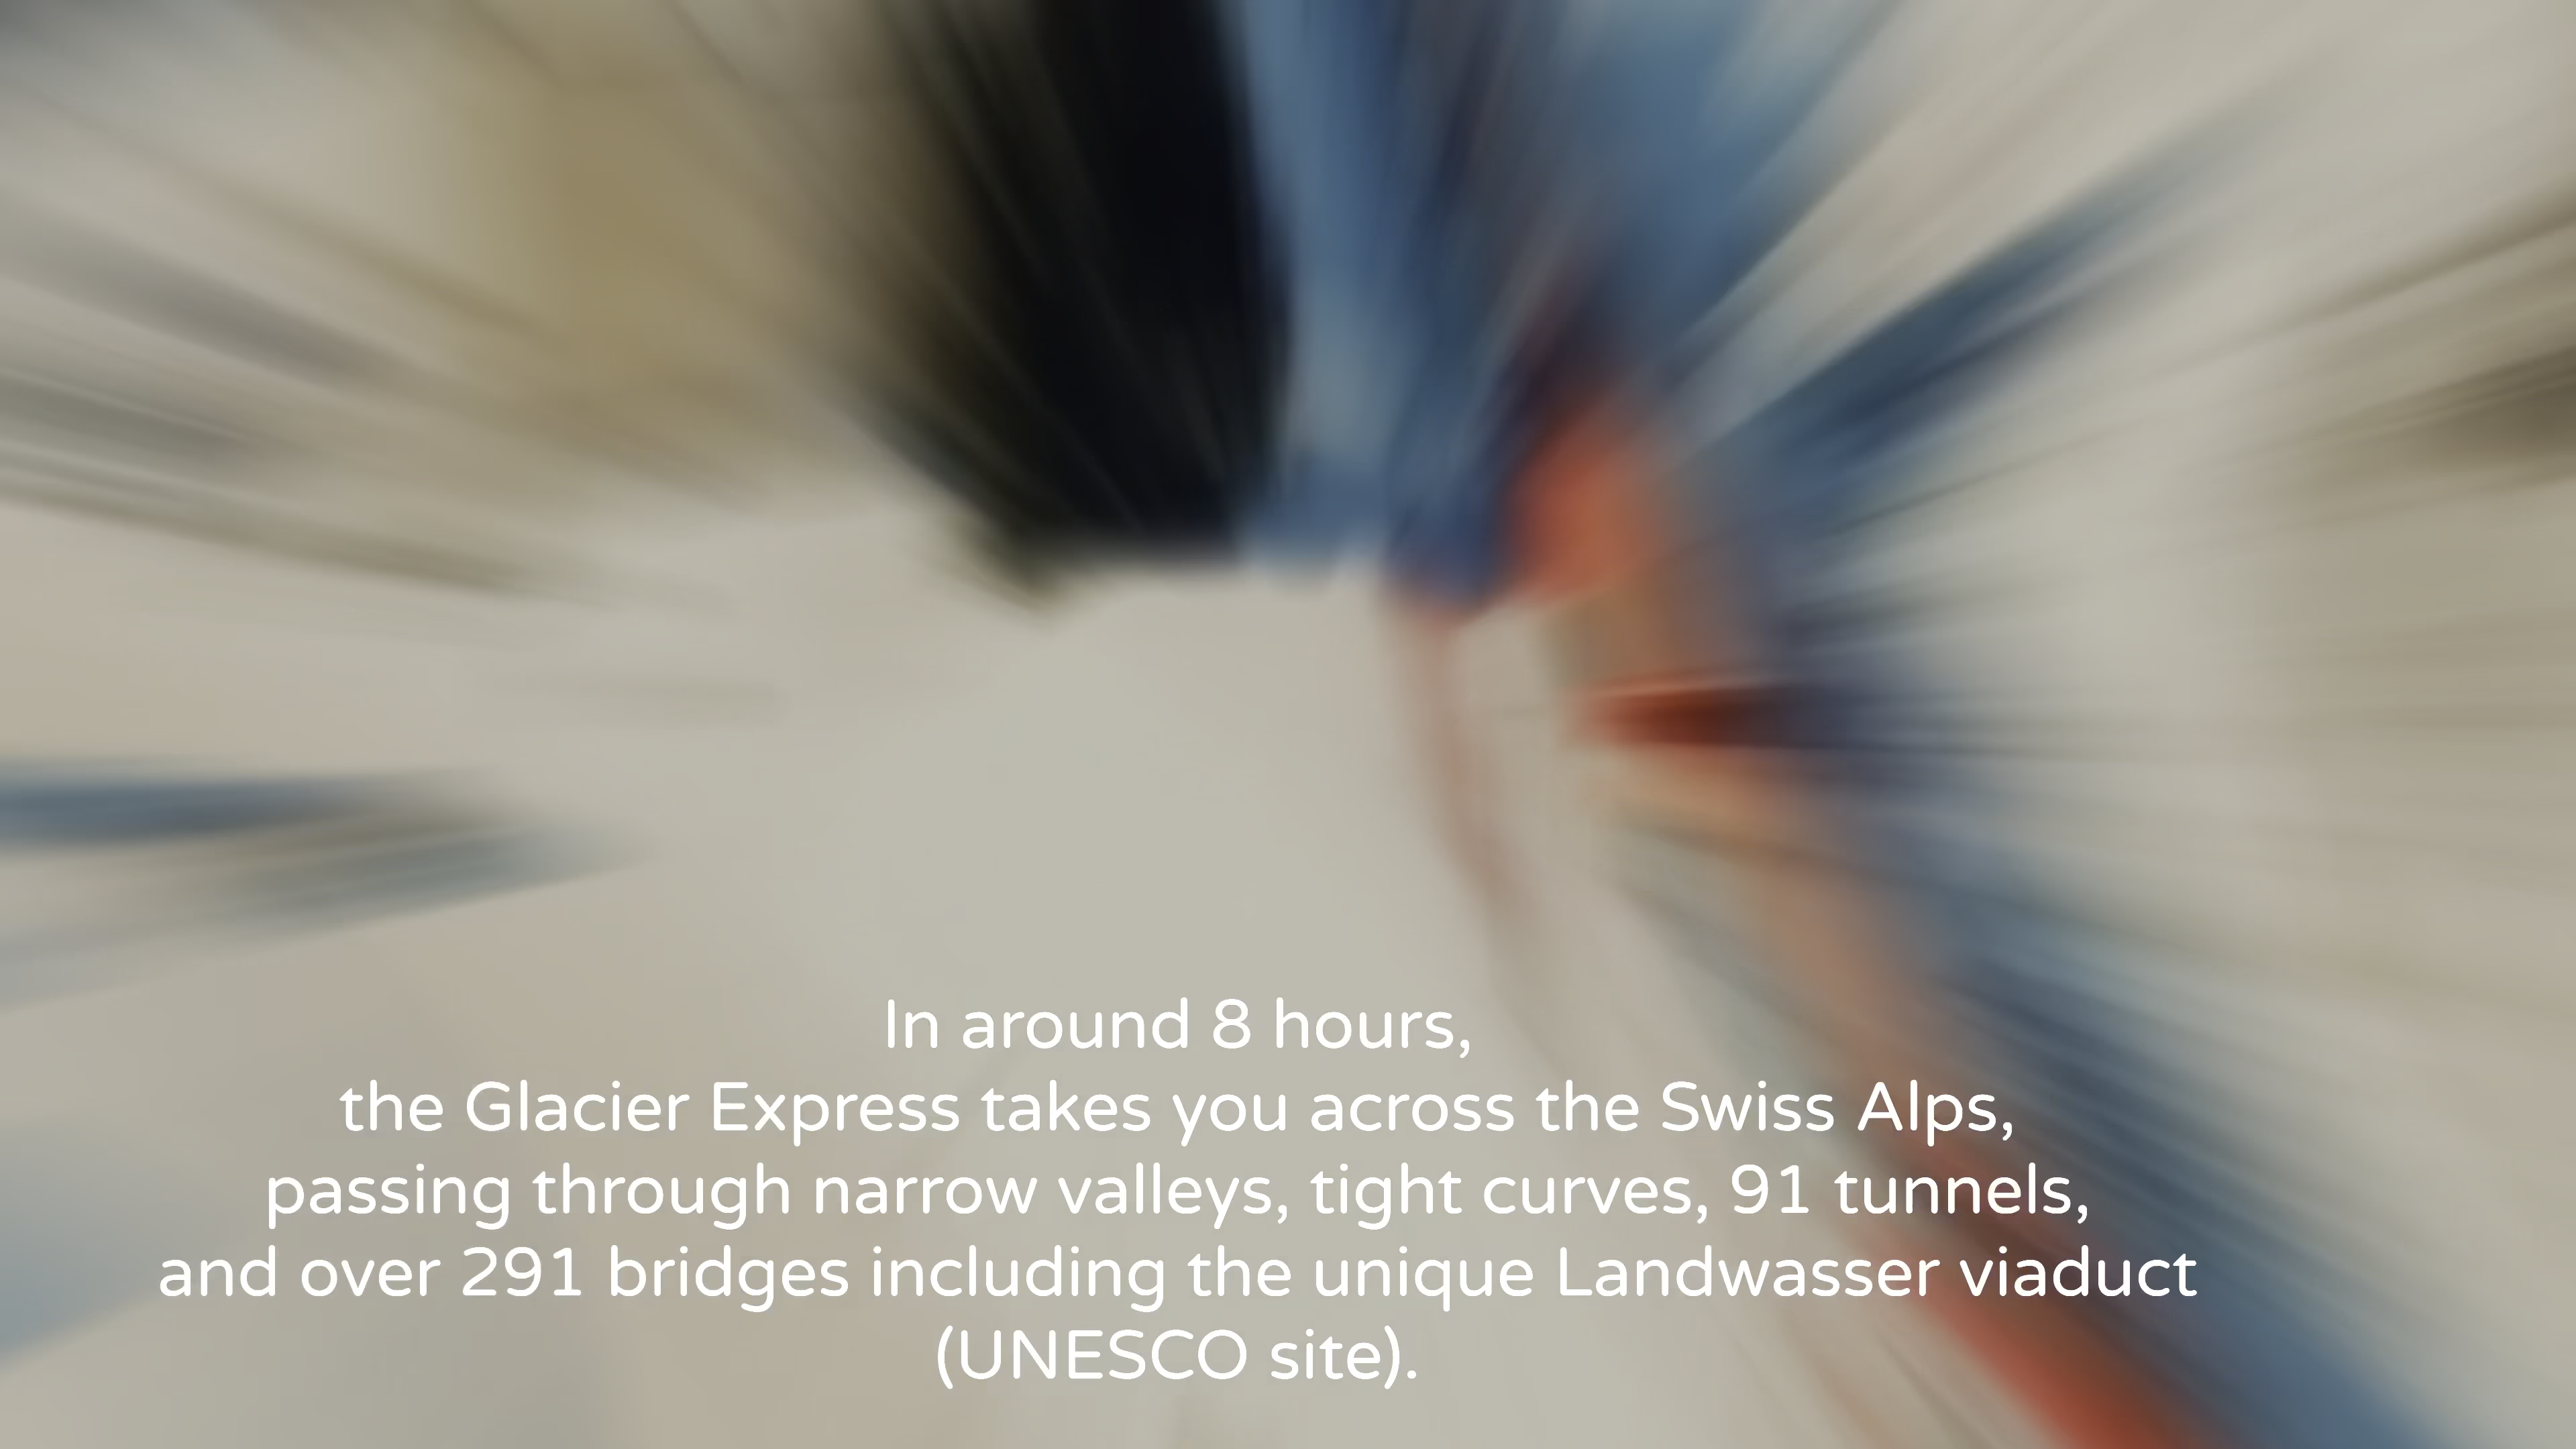 In around 8 hours,
the Glacier Express takes you across the Swiss Alps,
passing through narrow valleys, tight curves, 91 tunnels,
and over 291 bridges including the unique Landwasser viaduct
(UNESCO site).